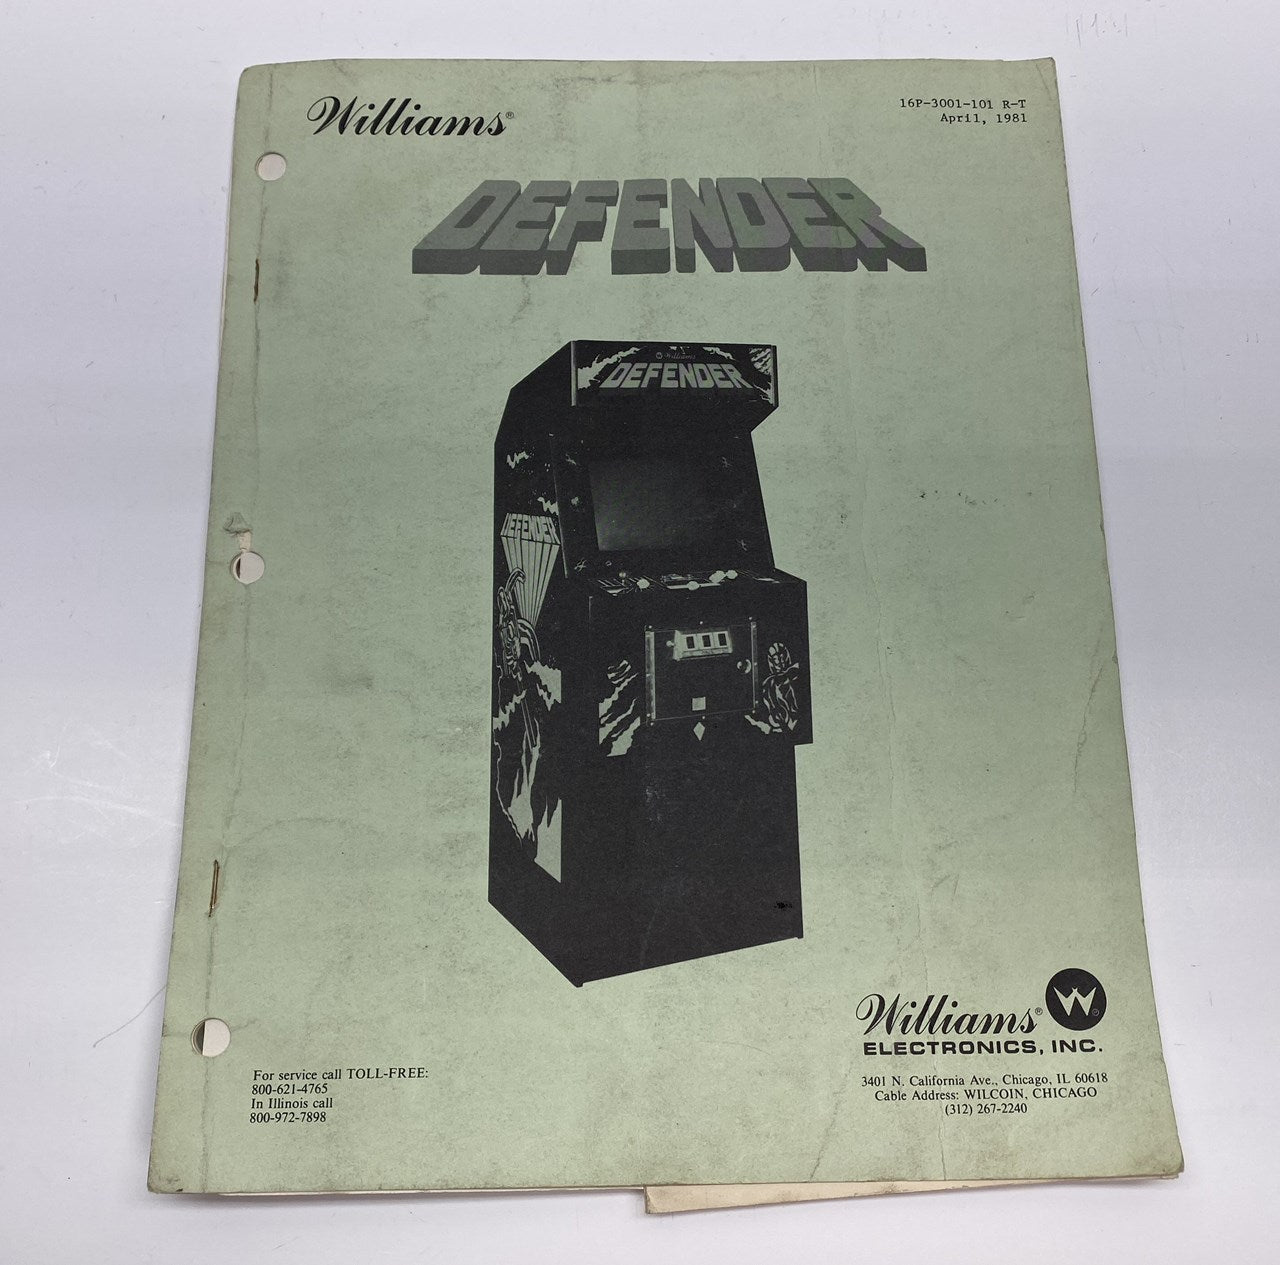 Williams®
16P-3001-101 R-T
April, 1981
DEFENDER
Williams
DEFENDER
DEFENDER
Williams®
ELECTRONICS, INC.
3401 N. California Ave., Chicago, IL 60618
Cable Address: WILCOIN, CHICAGO
(312) 267-2240
For service call TOLL-FREE:
800-621-4765
In Illinois call
800-972-7898